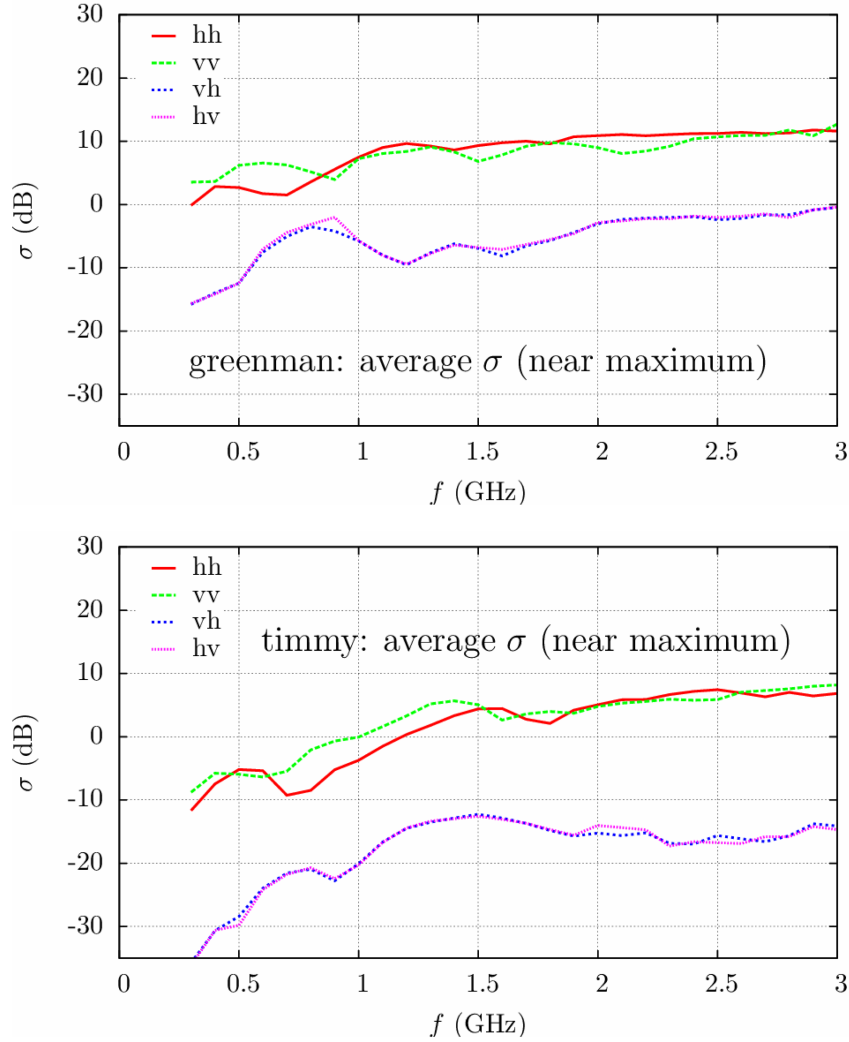 30
20
10
0
-10
-20
-30
σ (dB)
hh
vv
vh
hv
greenman: average σ (near maximum)
0 0.5 1 1.5 2 2.5 3
f (GHz)
30
20
10
0
-10
-20
-30
σ (dB)
hh
vv
vh
hv
timmy: average σ (near maximum)
0 0.5 1 1.5 2 2.5 3
f (GHz)